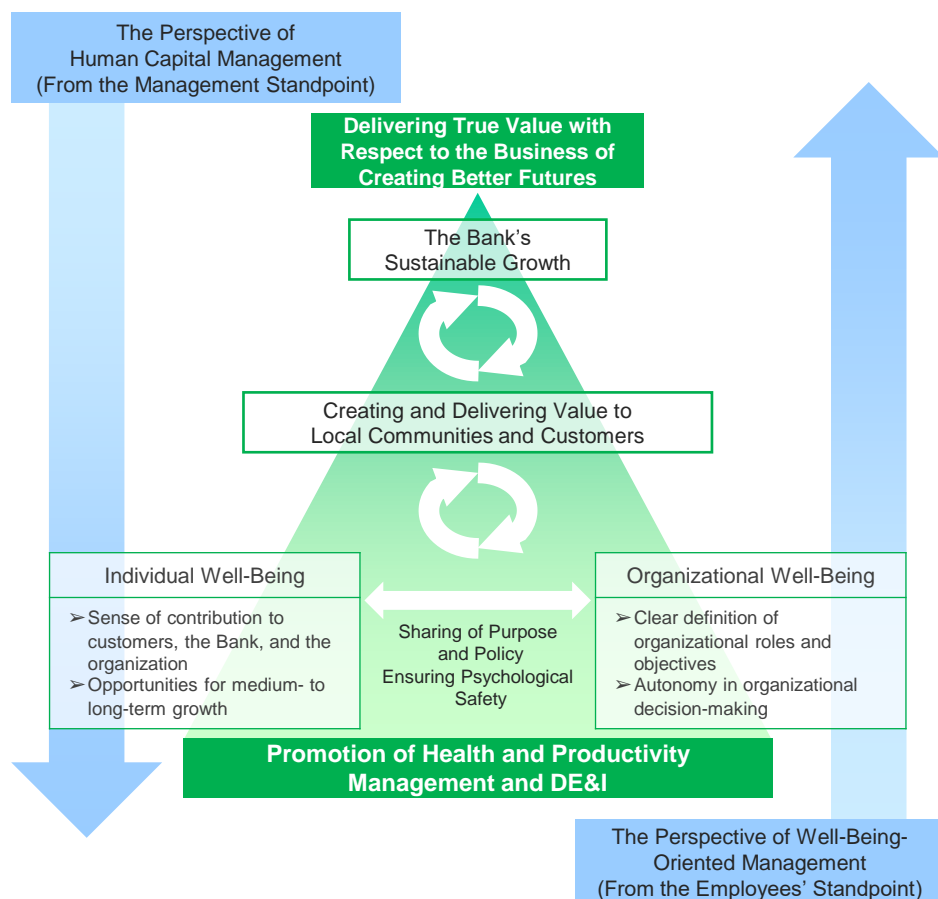 The Perspective of
Human Capital Management
(From the Management Standpoint)
Delivering True Value with
Respect to the Business of
Creating Better Futures
The Bank's
Sustainable Growth
Creating and Delivering Value to
Local Communities and Customers
Individual Well-Being
➢ Sense of contribution to
customers, the Bank, and the
organization
➢ Opportunities for medium- to
long-term growth
Sharing of Purpose
and Policy
Ensuring Psychological
Safety
Organizational Well-Being
➢ Clear definition of
organizational roles and
objectives
➢ Autonomy in organizational
decision-making
Promotion of Health and Productivity
Management and DE&I
The Perspective of Well-Being-
Oriented Management
(From the Employees' Standpoint)